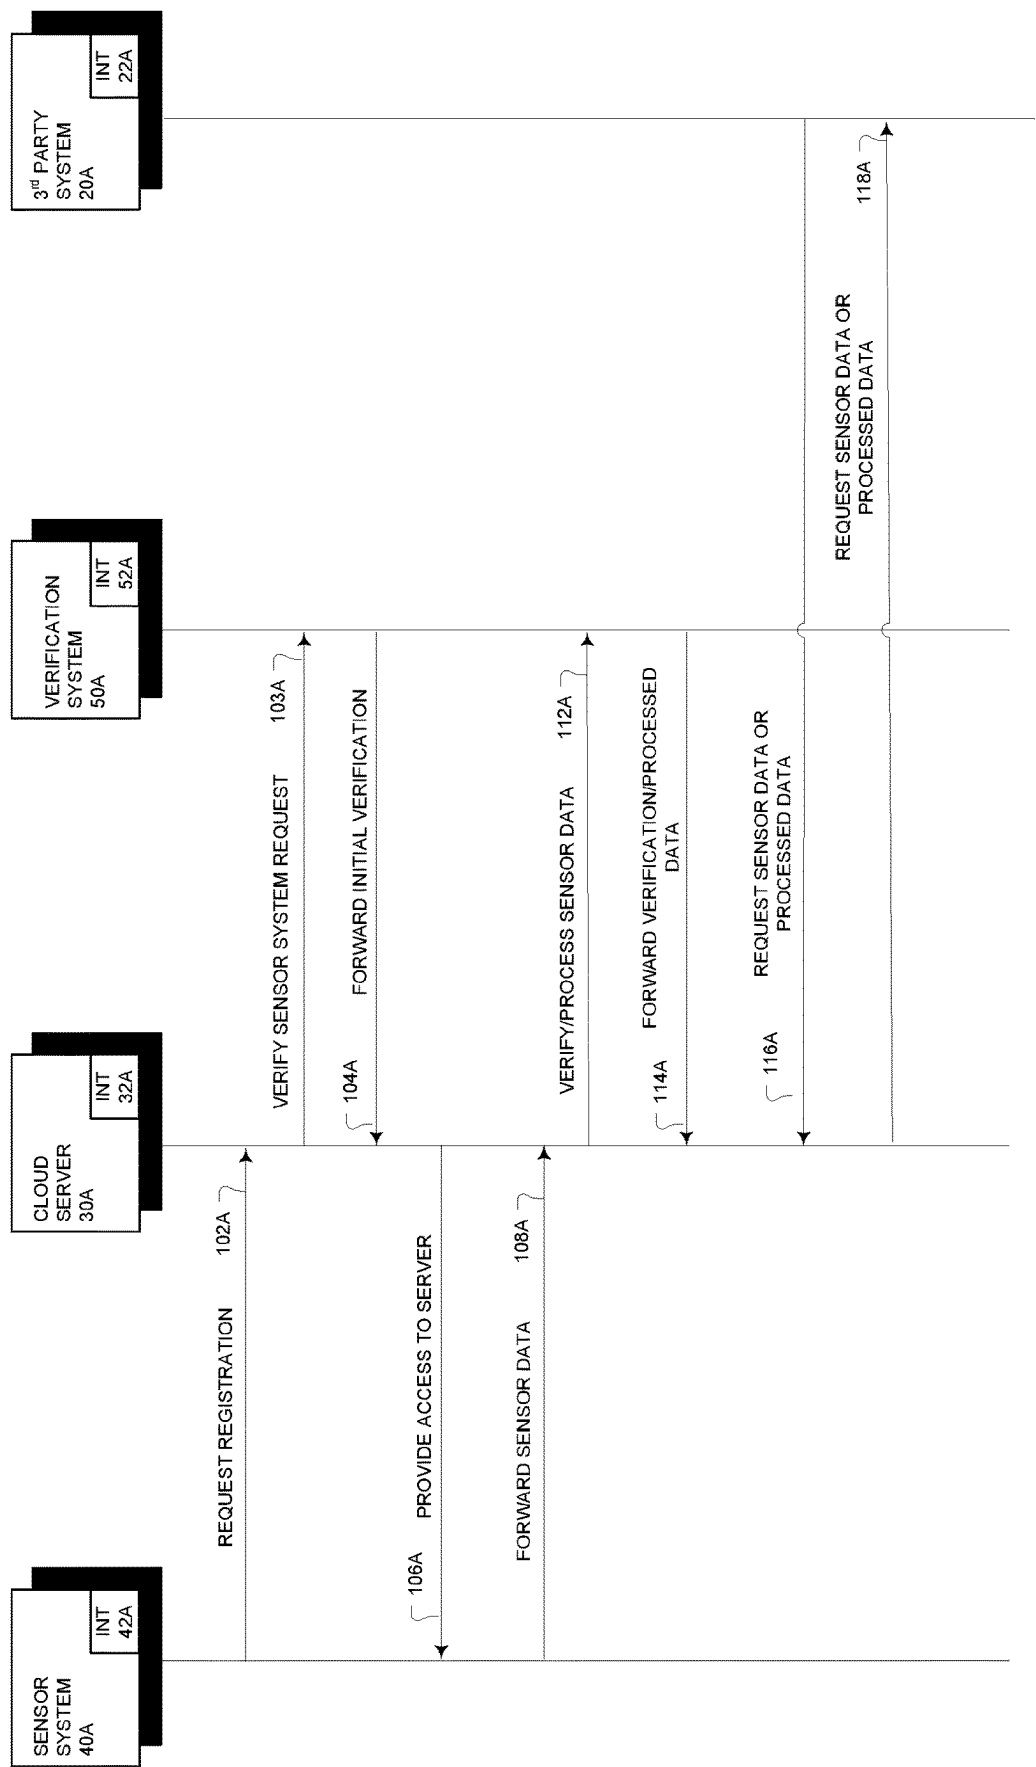 SENSOR
SYSTEM
40A
INT
42A
CLOUD
SERVER
30A
INT
32A
VERIFICATION
SYSTEM
50A
INT
52A
3rd PARTY
SYSTEM
20A
INT
22A
REQUEST REGISTRATION
102A
VERIFY SENSOR SYSTEM REQUEST
103A
104A
FORWARD INITIAL VERIFICATION
106A
PROVIDE ACCESS TO SERVER
FORWARD SENSOR DATA
108A
VERIFY/PROCESS SENSOR DATA
112A
114A
FORWARD VERIFICATION/PROCESSED
DATA
116A
REQUEST SENSOR DATA OR
PROCESSED DATA
REQUEST SENSOR DATA OR
PROCESSED DATA
118A